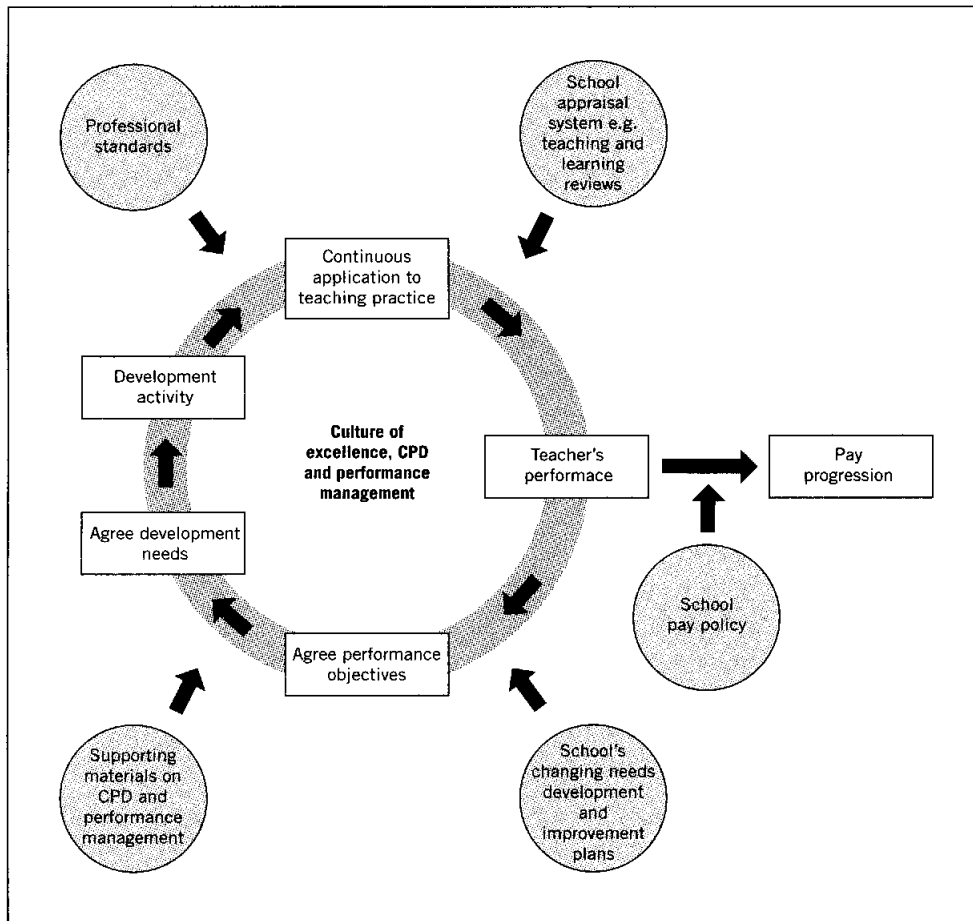 Professional
standards
School
appraisal
system e.g.
teaching and
learning
reviews
Continuous
application to
teaching practice
Development
activity
Culture of
excellence, CPD
and performance
management
Teacher's
performace
Pay
progression
Agree development
needs
School
pay policy
Agree performance
objectives
Supporting
materials on
CPD and
performance
management
School's
changing needs
development
and
improvement
plans